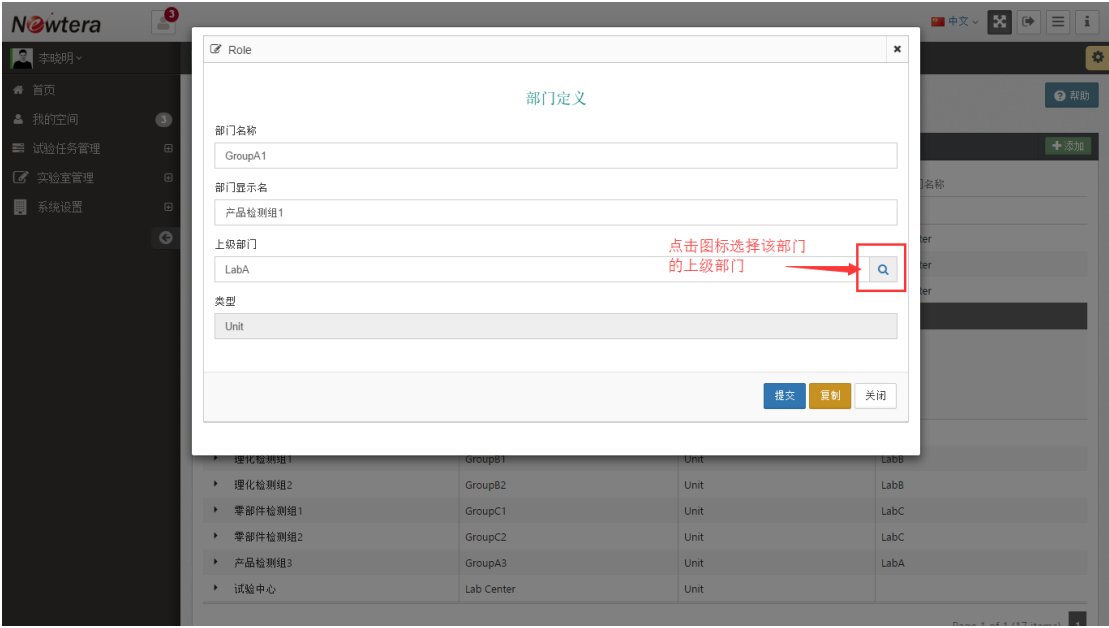 Newtera
3
中文
李晓明
首页
我的空间
3
试验任务管理
实验室管理
系统设置
帮助
添加
Role
部门定义
部门名称
GroupA1
部门显示名
产品检测组1
上级部门
LabA
点击图标选择该部门
的上级部门
类型
Unit
提交
复制
关闭
名称
ter
ter
ter
理化检测组1 GroupB1 Unit LabB
理化检测组2 GroupB2 Unit LabB
零部件检测组1 GroupC1 Unit LabC
零部件检测组2 GroupC2 Unit LabC
产品检测组3 GroupA3 Unit LabA
试验中心 Lab Center Unit
Page 1 of 1 (17 items) 1